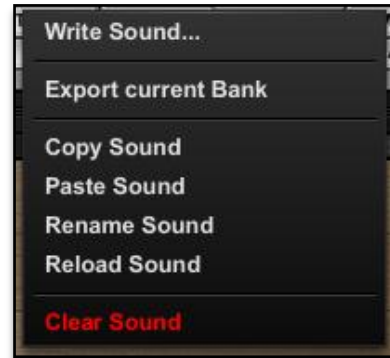 Write Sound...
Export current Bank
Copy Sound
Paste Sound
Rename Sound
Reload Sound
Clear Sound